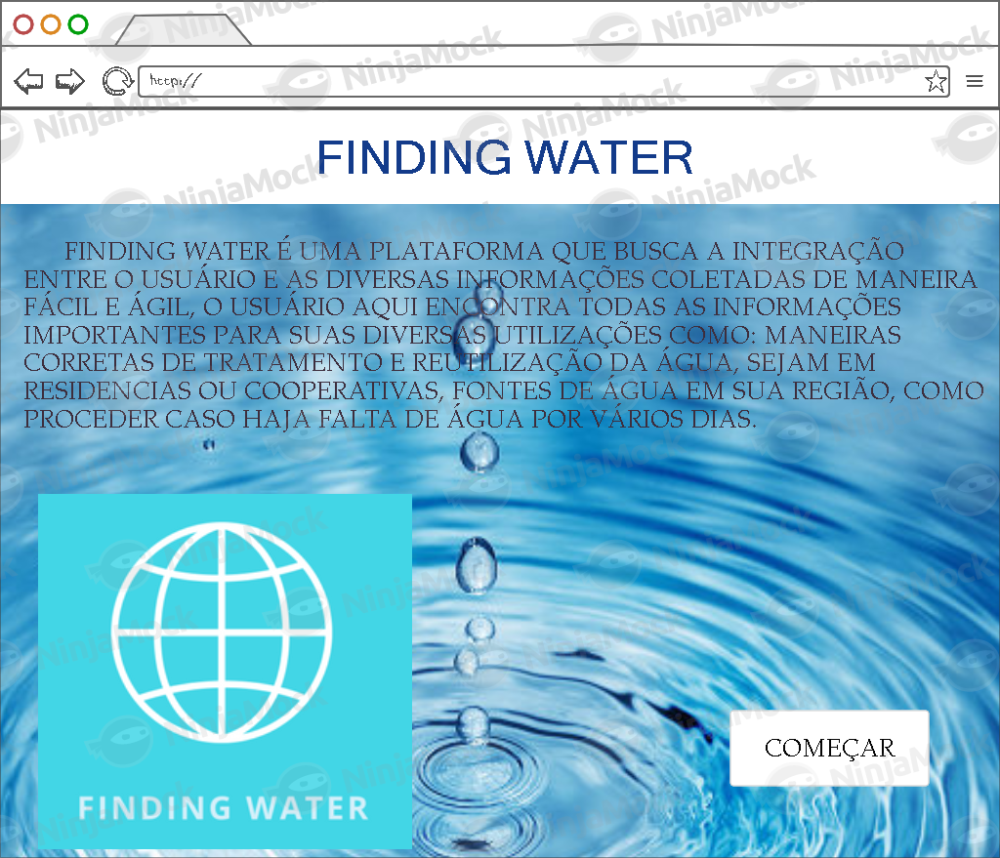 NinjaMock
http://
FINDING WATER
FINDING WATER É UMA PLATAFORMA QUE BUSCA A INTEGRAÇÃO
ENTRE O USUÁRIO E AS DIVERSAS INFORMAÇÕES COLETADAS DE MANEIRA
FÁCIL E ÁGIL, O USUÁRIO AQUI ENCONTRA TODAS AS INFORMAÇÕES
IMPORTANTES PARA SUAS DIVERSAS UTILIZAÇÕES COMO: MANEIRAS
CORRETAS DE TRATAMENTO E REUTILIZAÇÃO DA ÁGUA, SEJAM EM
RESIDENCIAS OU COOPERATIVAS, FONTES DE ÁGUA EM SUA REGIÃO, COMO
PROCEDER CASO HAJA FALTA DE ÁGUA POR VÁRIOS DIAS.
COMEÇAR
FINDING WATER